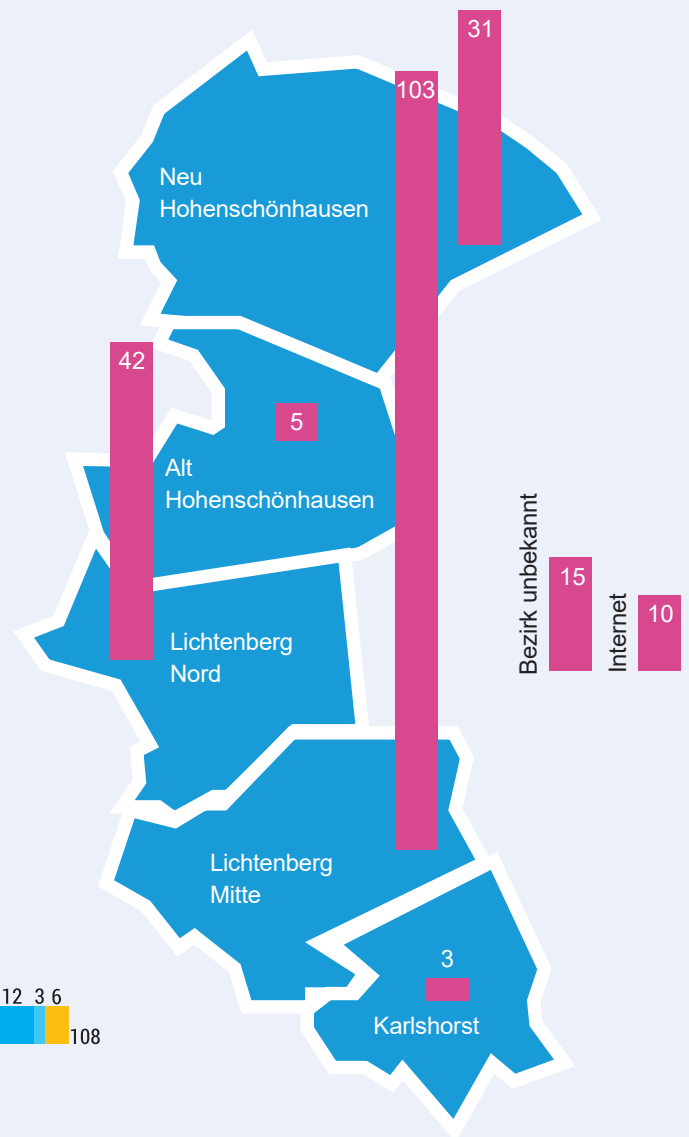 31
103
Neu
Hohenschönhausen
42
5
Alt
Hohenschönhausen
Bezirk unbekannt
15
Internet
10
Lichtenberg
Nord
Lichtenberg
Mitte
3
Karlshorst
12 3 6
108